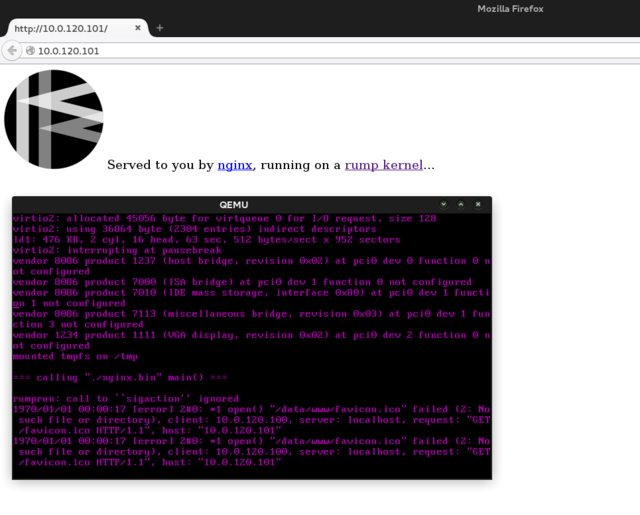 Mozilla Firefox
http://10.0.120.101/
10.0.120.101
Served to you by nginx, running on a rump kernel...
QEMU
virtio2: allocated 45056 byte for virtqueue 0 for I/O request, size 128
virtio2: using 36864 byte (2304 entries) indirect descriptors
ld1: 476 KB, 2 cyl, 16 head, 63 sec, 512 bytes/sect x 952 sectors
virtio2: interrupting at pausebreak
vendor 8086 product 1237 (host bridge, revision 0x02) at pci0 dev 0 function 0 n
ot configured
vendor 8086 product 7000 (ISA bridge) at pci0 dev 1 function 0 not configured
vendor 8086 product 7010 (IDE mass storage, interface 0x80) at pci0 dev 1 functi
on 1 not configured
vendor 8086 product 7113 (miscellaneous bridge, revision 0x03) at pci0 dev 1 fun
ction 3 not configured
vendor 1234 product 1111 (VGA display, revision 0x02) at pci0 dev 2 function 0 n
ot configured
mounted tmpfs on /tmp
=== calling "./nginx.bin" main() ===
rumprun: call to ``sigaction'' ignored
1970/01/01 00:00:17 [error] 2#0: *1 open() "/data/www/favicon.ico" failed (2: No
such file or directory), client: 10.0.120.100, server: localhost, request: "GET
/favicon.ico HTTP/1.1", host: "10.0.120.101"
1970/01/01 00:00:17 [error] 2#0: *1 open() "/data/www/favicon.ico" failed (2: No
such file or directory), client: 10.0.120.100, server: localhost, request: "GET
/favicon.ico HTTP/1.1", host: "10.0.120.101"